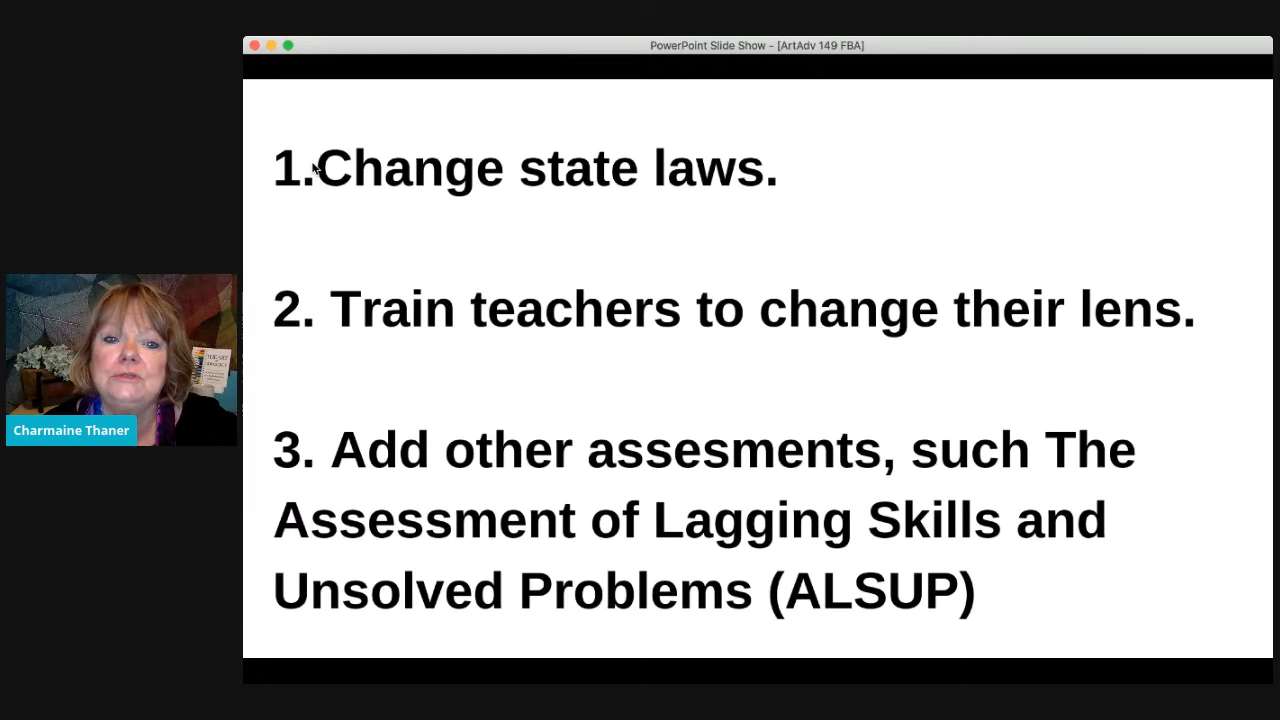 PowerPoint Slide Show - [ArtAdv 149 FBA]
1.Change state laws.
2. Train teachers to change their lens.
3. Add other assesments, such The
Assessment of Lagging Skills and
Unsolved Problems (ALSUP)
Charmaine Thaner